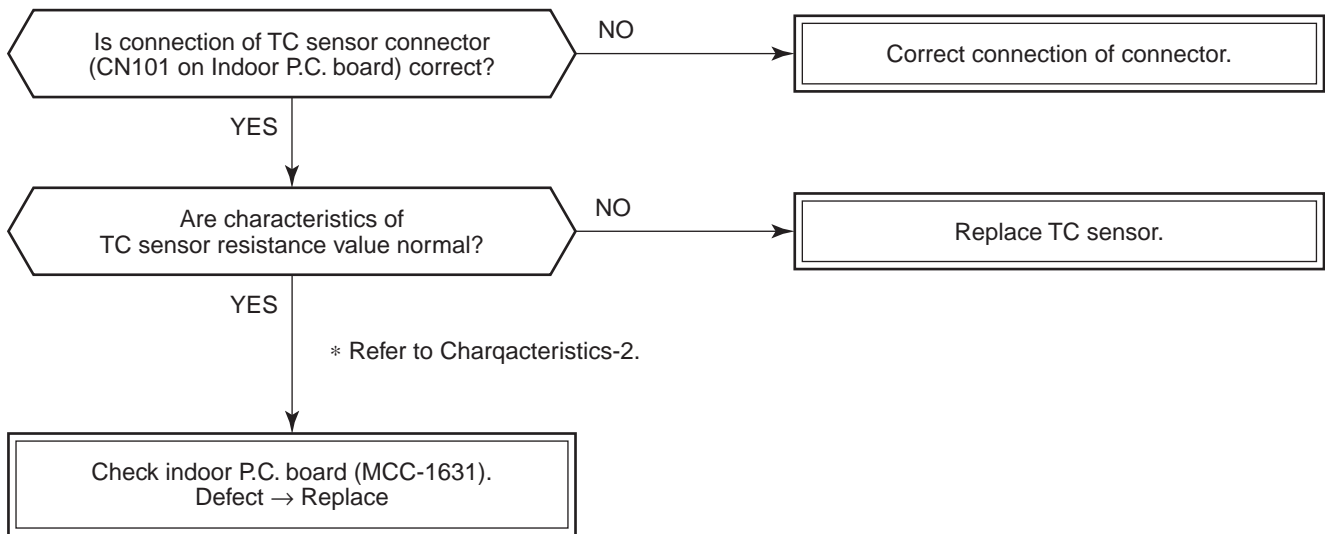 Is connection of TC sensor connector
(CN101 on Indoor P.C. board) correct?
NO
Correct connection of connector.
YES
Are characteristics of
TC sensor resistance value normal?
NO
Replace TC sensor.
YES
* Refer to Charqacteristics-2.
Check indoor P.C. board (MCC-1631).
Defect → Replace